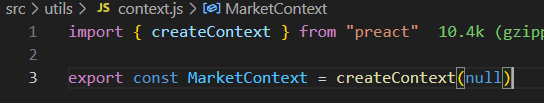 src > utils > JS context.js > MarketContext
1 import { createContext } from "preact" 10.4k (gzipp
2
3 export const MarketContext = createContext(null)